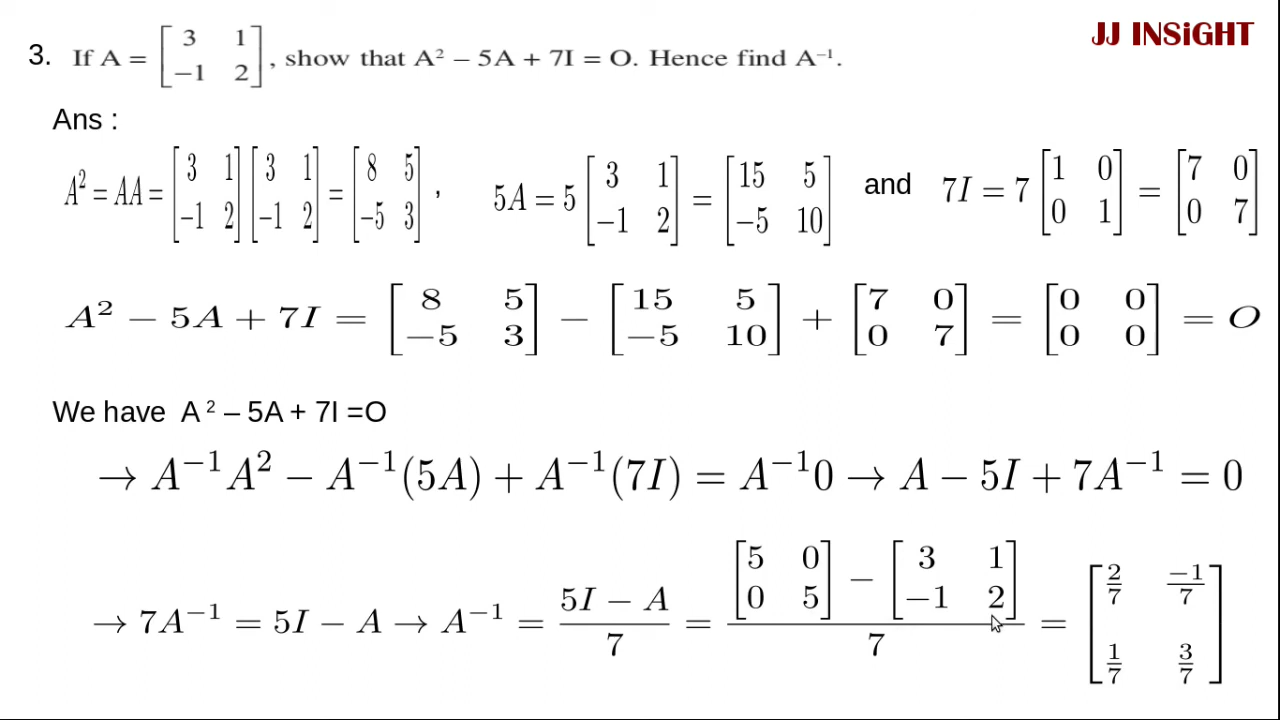 JJ INSiGHT
3. If A = [3 1; −1 2], show that A² − 5A + 7I = O. Hence find A⁻¹.
Ans :
A² = AA = [3 1; −1 2][3 1; −1 2] = [8 5; −5 3] , 5A = 5[3 1; −1 2] = [15 5; −5 10] and 7I = 7[1 0; 0 1] = [7 0; 0 7]
A² − 5A + 7I = [8 5; −5 3] − [15 5; −5 10] + [7 0; 0 7] = [0 0; 0 0] = O
We have A ² – 5A + 7I =O
→ A⁻¹A² − A⁻¹(5A) + A⁻¹(7I) = A⁻¹0 → A − 5I + 7A⁻¹ = 0
→ 7A⁻¹ = 5I − A → A⁻¹ = (5I − A)/7 = ([5 0; 0 5] − [3 1; −1 2])/7 = [2/7 −1/7; 1/7 3/7]